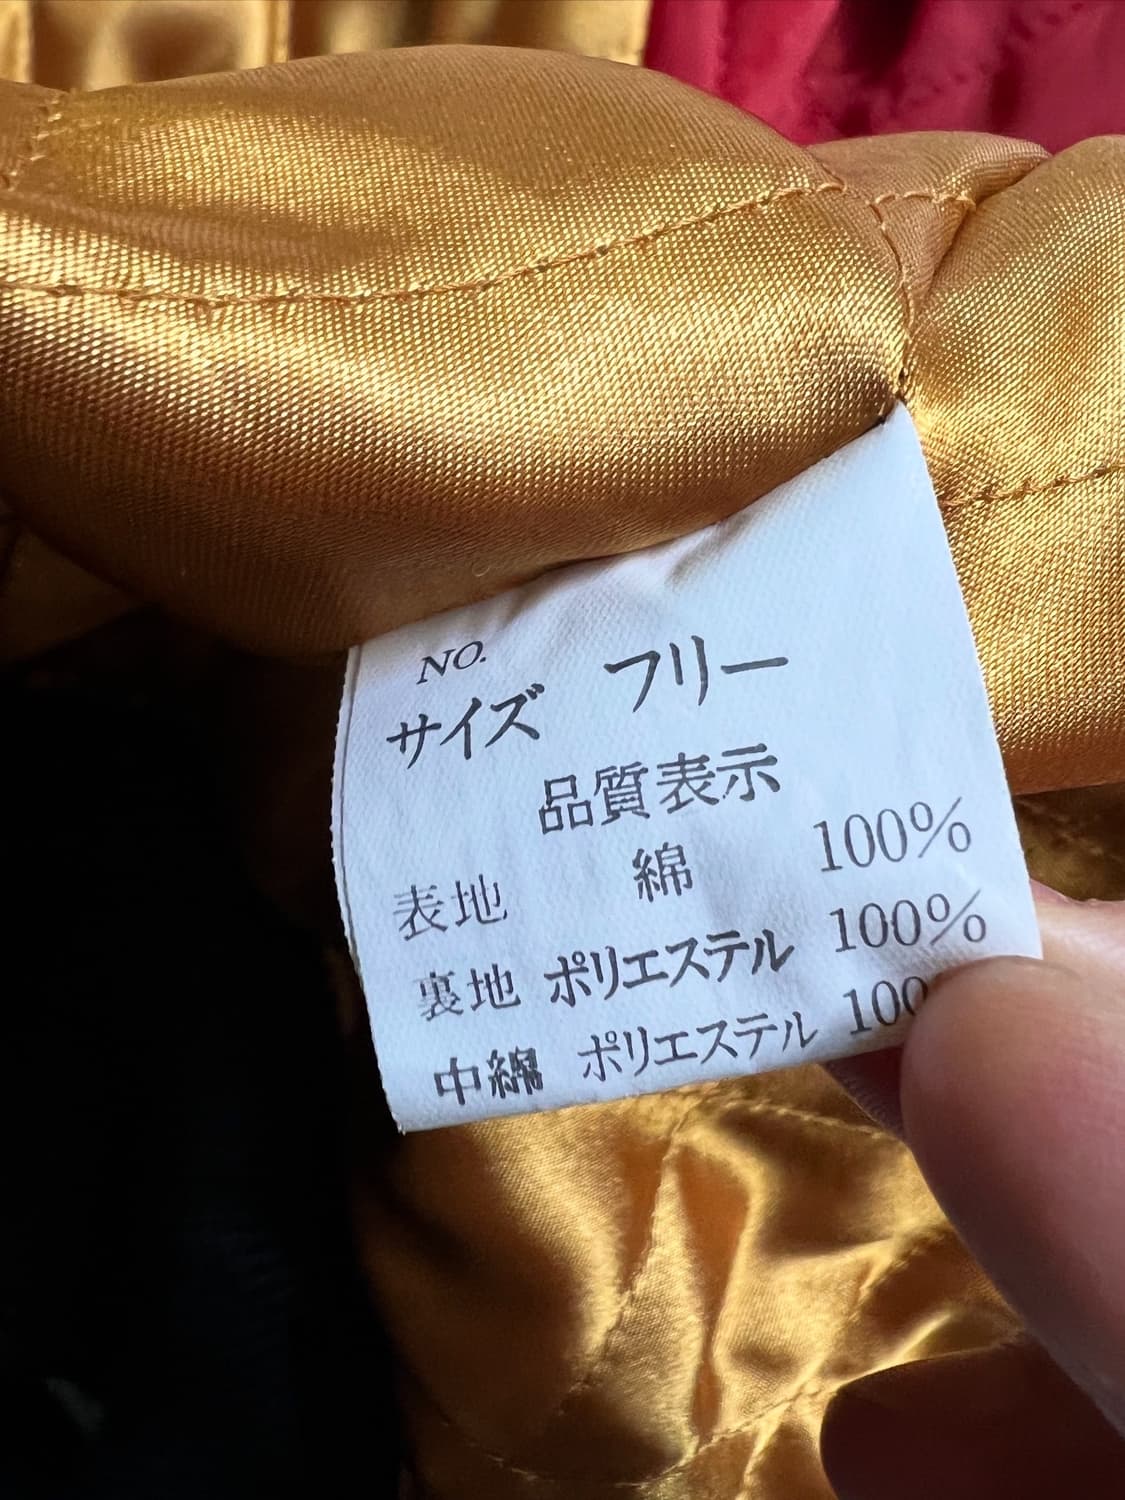 NO.
サイズ フリー
品質表示
表地 綿 100%
裏地 ポリエステル 100%
中綿 ポリエステル 100